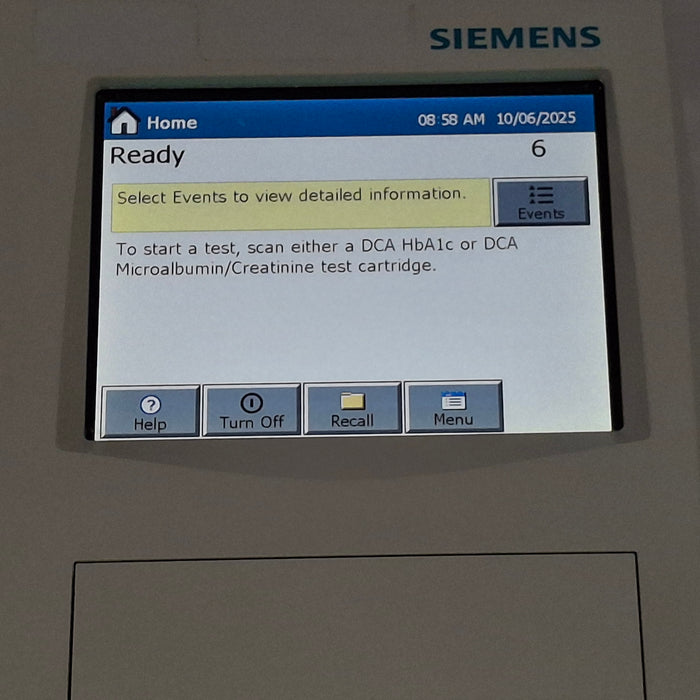 SIEMENS
Home 08:58 AM 10/06/2025
Ready 6
Select Events to view detailed information.
Events
To start a test, scan either a DCA HbA1c or DCA
Microalbumin/Creatinine test cartridge.
Help Turn Off Recall Menu